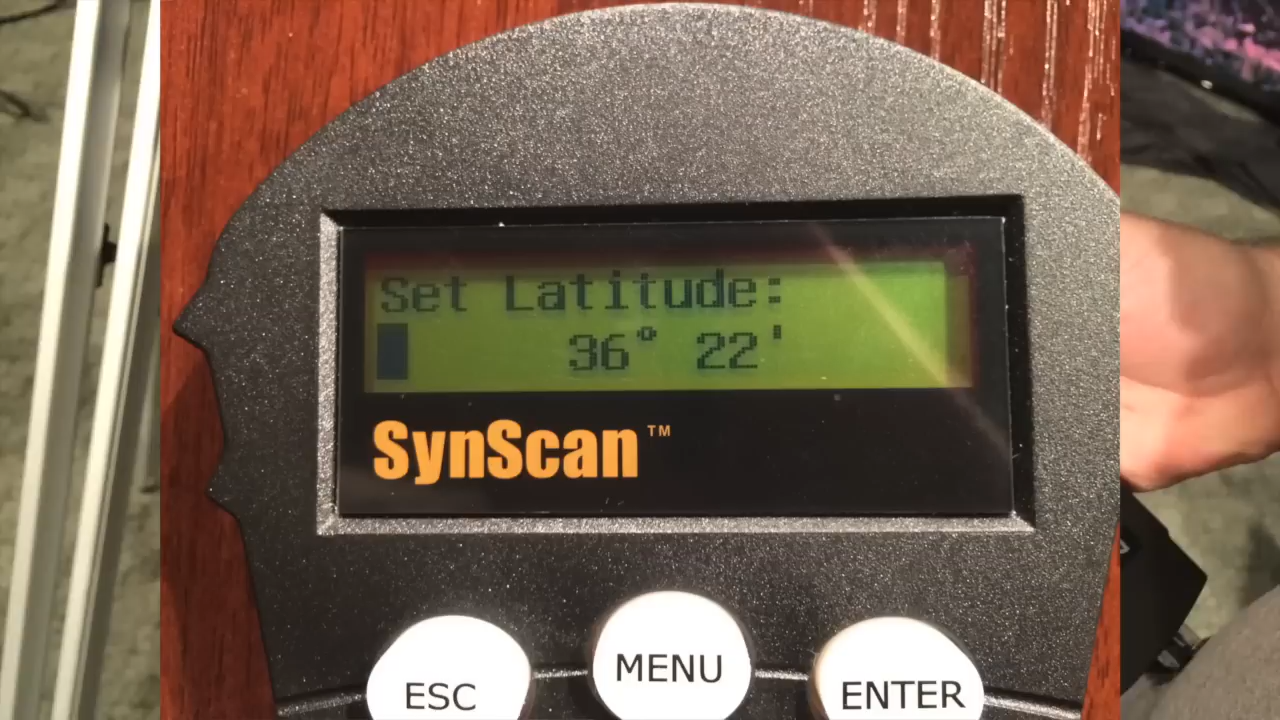 Set Latitude:
36° 22'
SynScan™
ESC
MENU
ENTER